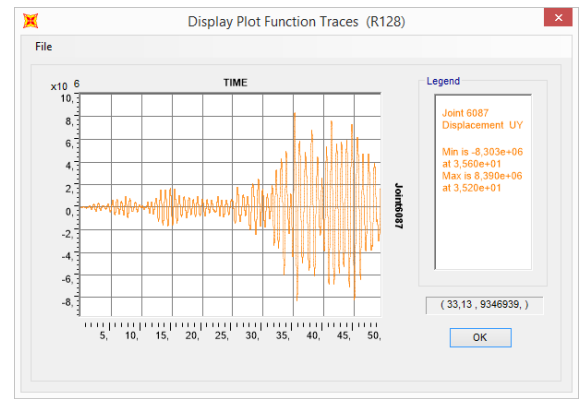 Display Plot Function Traces (R128)
File
x10 6
TIME
Legend
10,
8,
6,
4,
2,
0,
-2,
-4,
-6,
-8,
Joint6087
Joint 6087
Displacement UY
Min is -8,303e+06
at 3,560e+01
Max is 8,390e+06
at 3,520e+01
5, 10, 15, 20, 25, 30, 35, 40, 45, 50,
( 33,13 , 9346939, )
OK